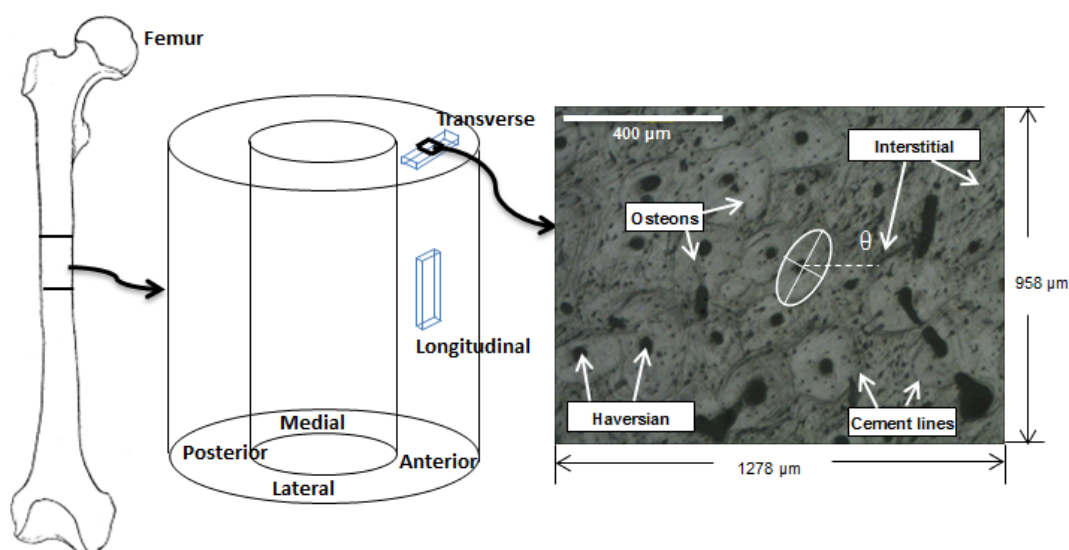 Femur
Transverse
Longitudinal
Medial
Posterior
Anterior
Lateral
400 µm
Interstitial
Osteons
θ
958 µm
Haversian
Cement lines
1278 µm